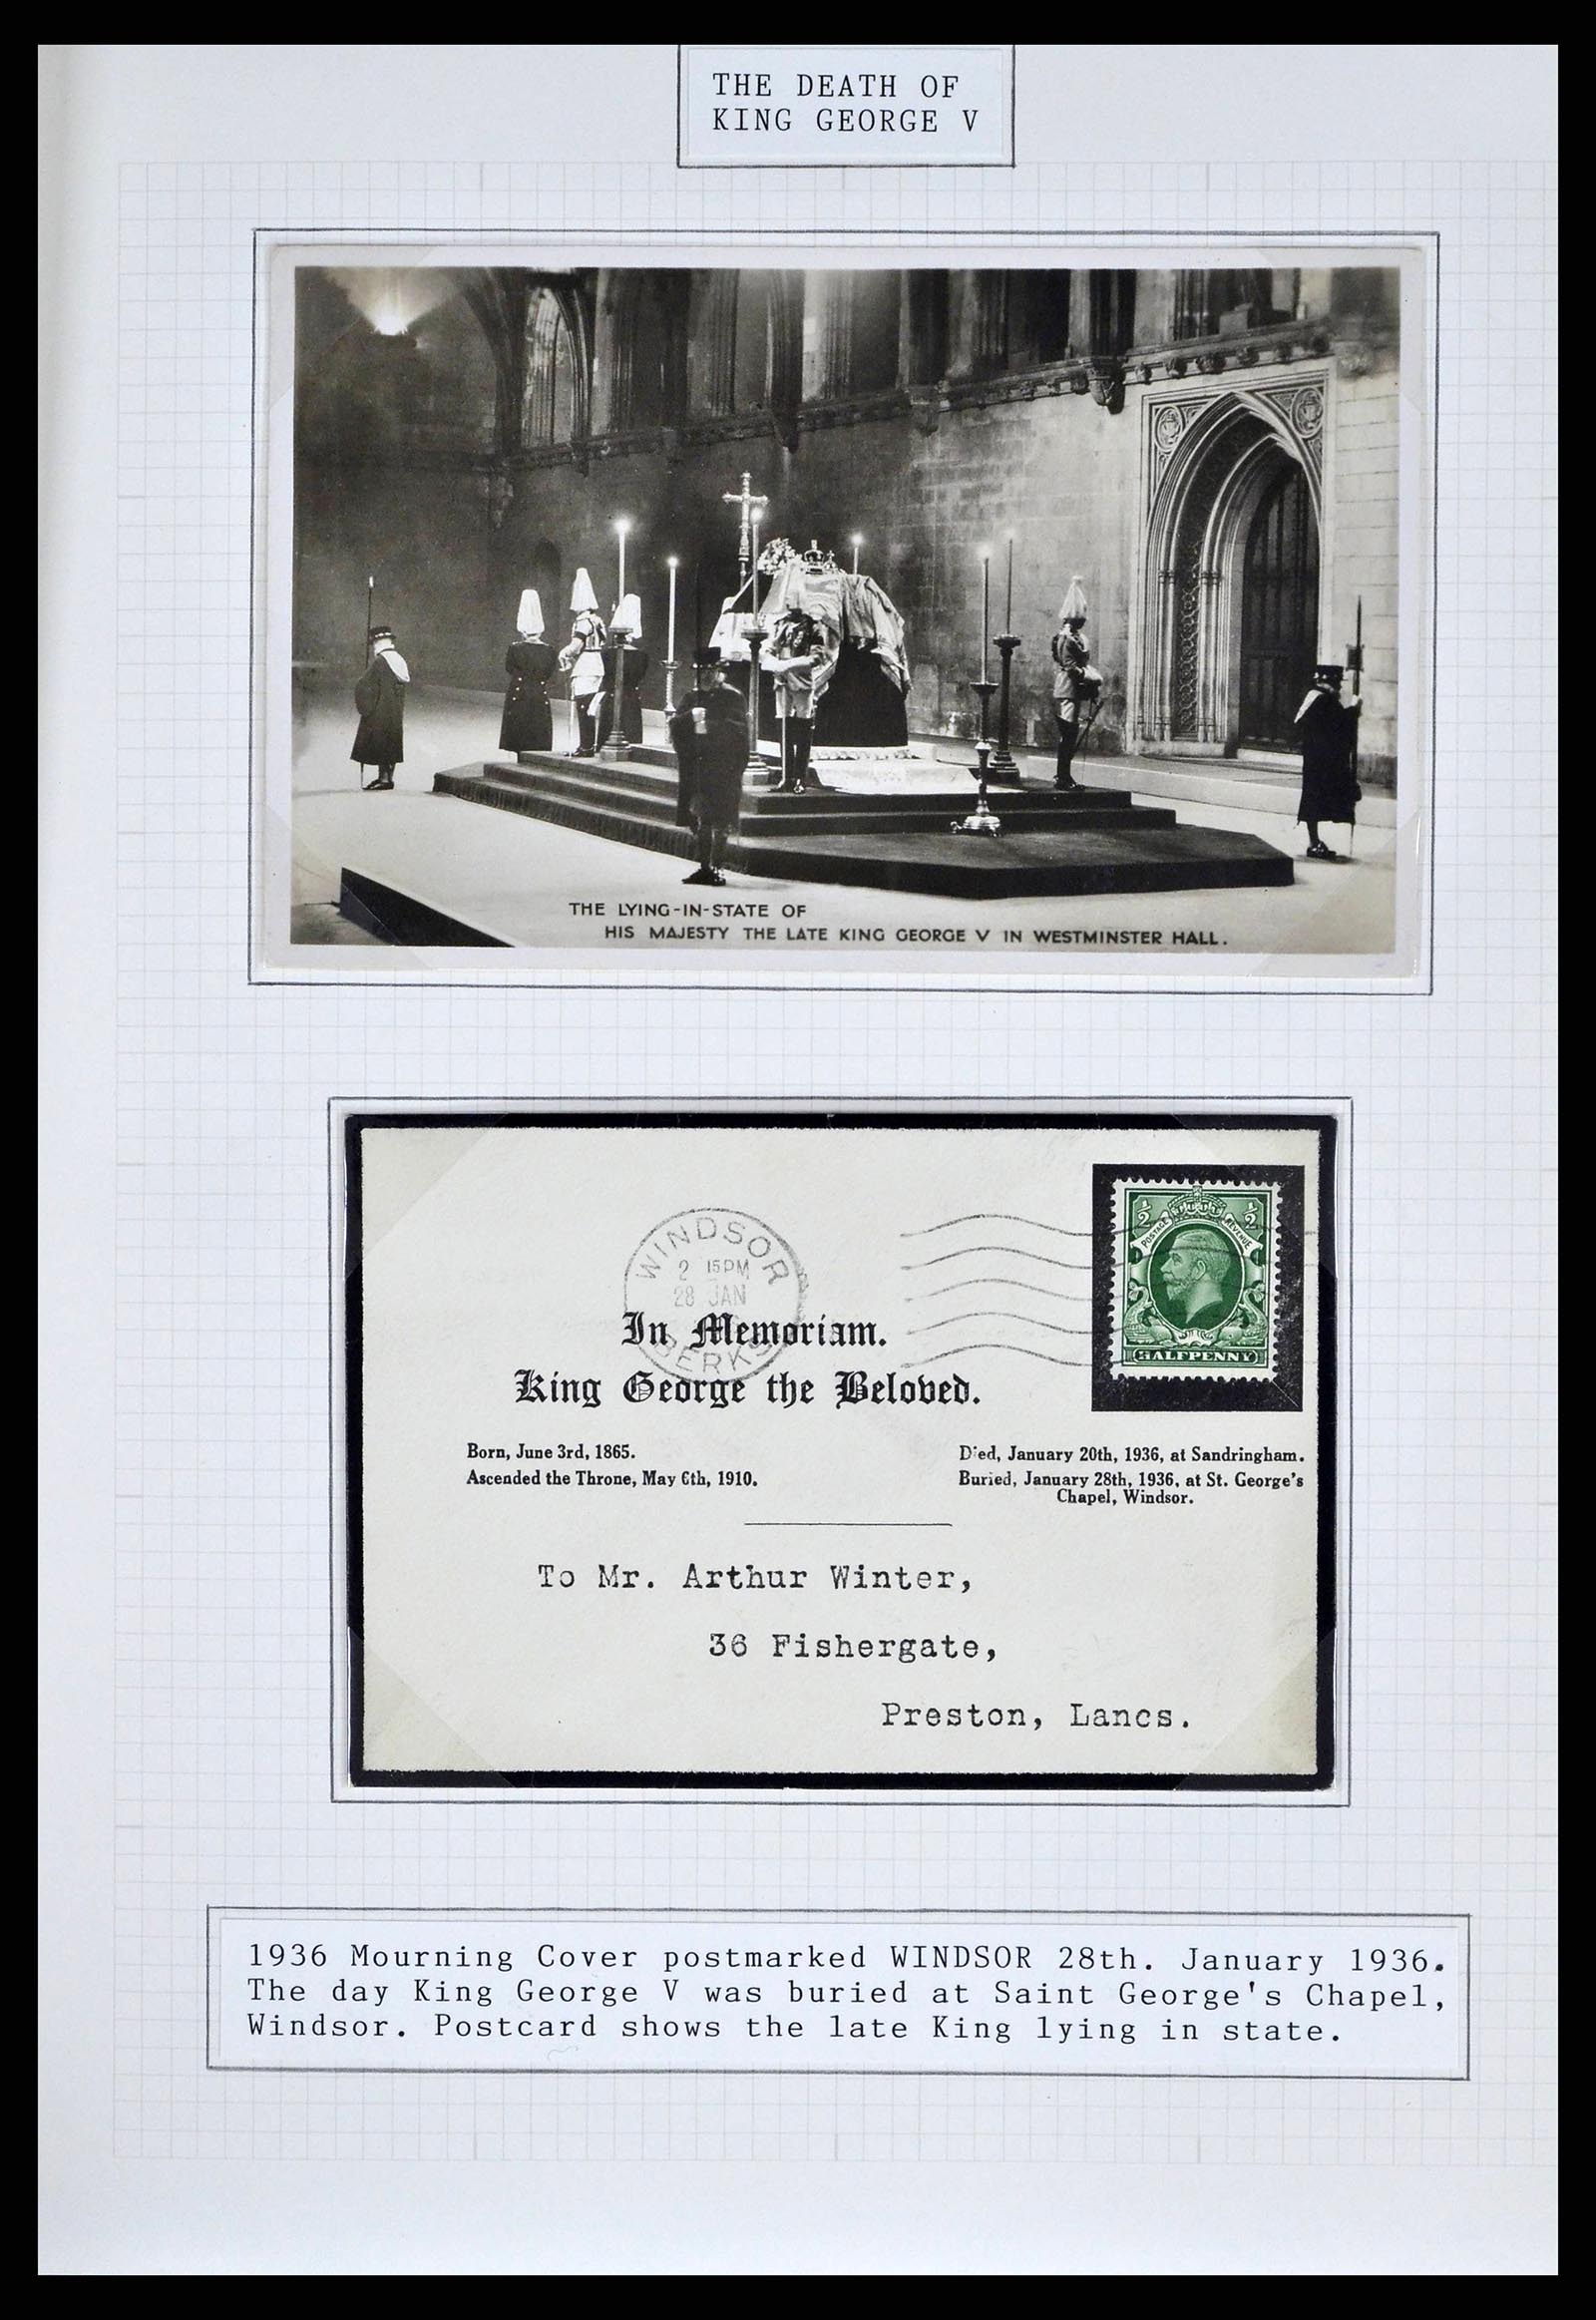 THE DEATH OF
KING GEORGE V
THE LYING-IN-STATE OF
HIS MAJESTY THE LATE KING GEORGE V IN WESTMINSTER HALL.
WINDSOR
2 15PM
28 JAN
BERKS
½ ½
POSTAGE REVENUE
HALFPENNY
In Memoriam.
King George the Beloved.
Born, June 3rd, 1865.
Ascended the Throne, May 6th, 1910.
Died, January 20th, 1936, at Sandringham.
Buried, January 28th, 1936, at St. George's
Chapel, Windsor.
To Mr. Arthur Winter,
36 Fishergate,
Preston, Lancs.
1936 Mourning Cover postmarked WINDSOR 28th. January 1936.
The day King George V was buried at Saint George's Chapel,
Windsor. Postcard shows the late King lying in state.